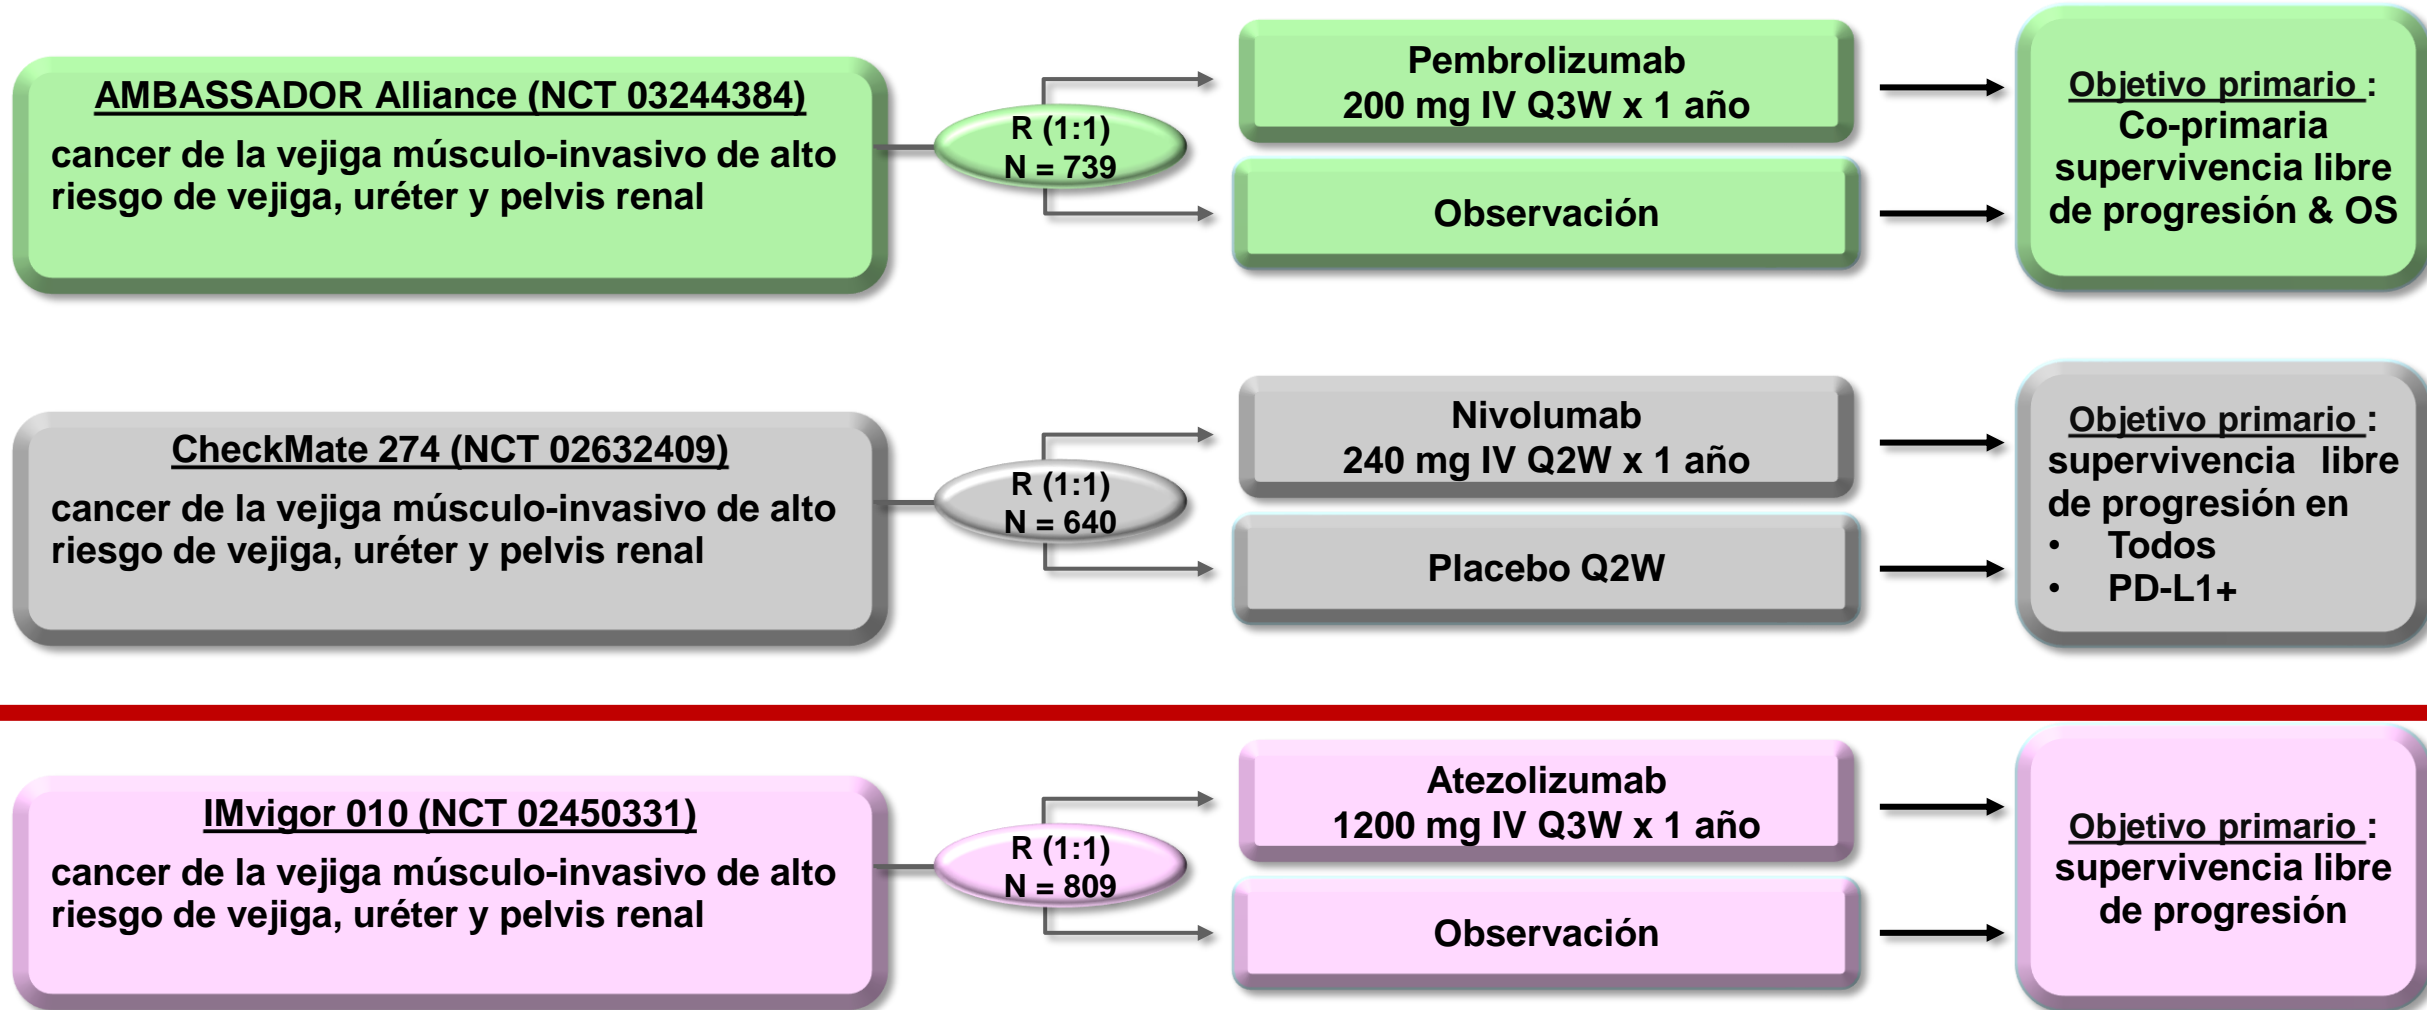 AMBASSADOR Alliance (NCT 03244384)
cancer de la vejiga músculo-invasivo de alto
riesgo de vejiga, uréter y pelvis renal
R (1:1)
N = 739
Pembrolizumab
200 mg IV Q3W x 1 año
Observación
Objetivo primario :
Co-primaria
supervivencia libre
de progresión & OS
CheckMate 274 (NCT 02632409)
cancer de la vejiga músculo-invasivo de alto
riesgo de vejiga, uréter y pelvis renal
R (1:1)
N = 640
Nivolumab
240 mg IV Q2W x 1 año
Placebo Q2W
Objetivo primario :
supervivencia libre
de progresión en
• Todos
• PD-L1+
IMvigor 010 (NCT 02450331)
cancer de la vejiga músculo-invasivo de alto
riesgo de vejiga, uréter y pelvis renal
R (1:1)
N = 809
Atezolizumab
1200 mg IV Q3W x 1 año
Observación
Objetivo primario :
supervivencia libre
de progresión